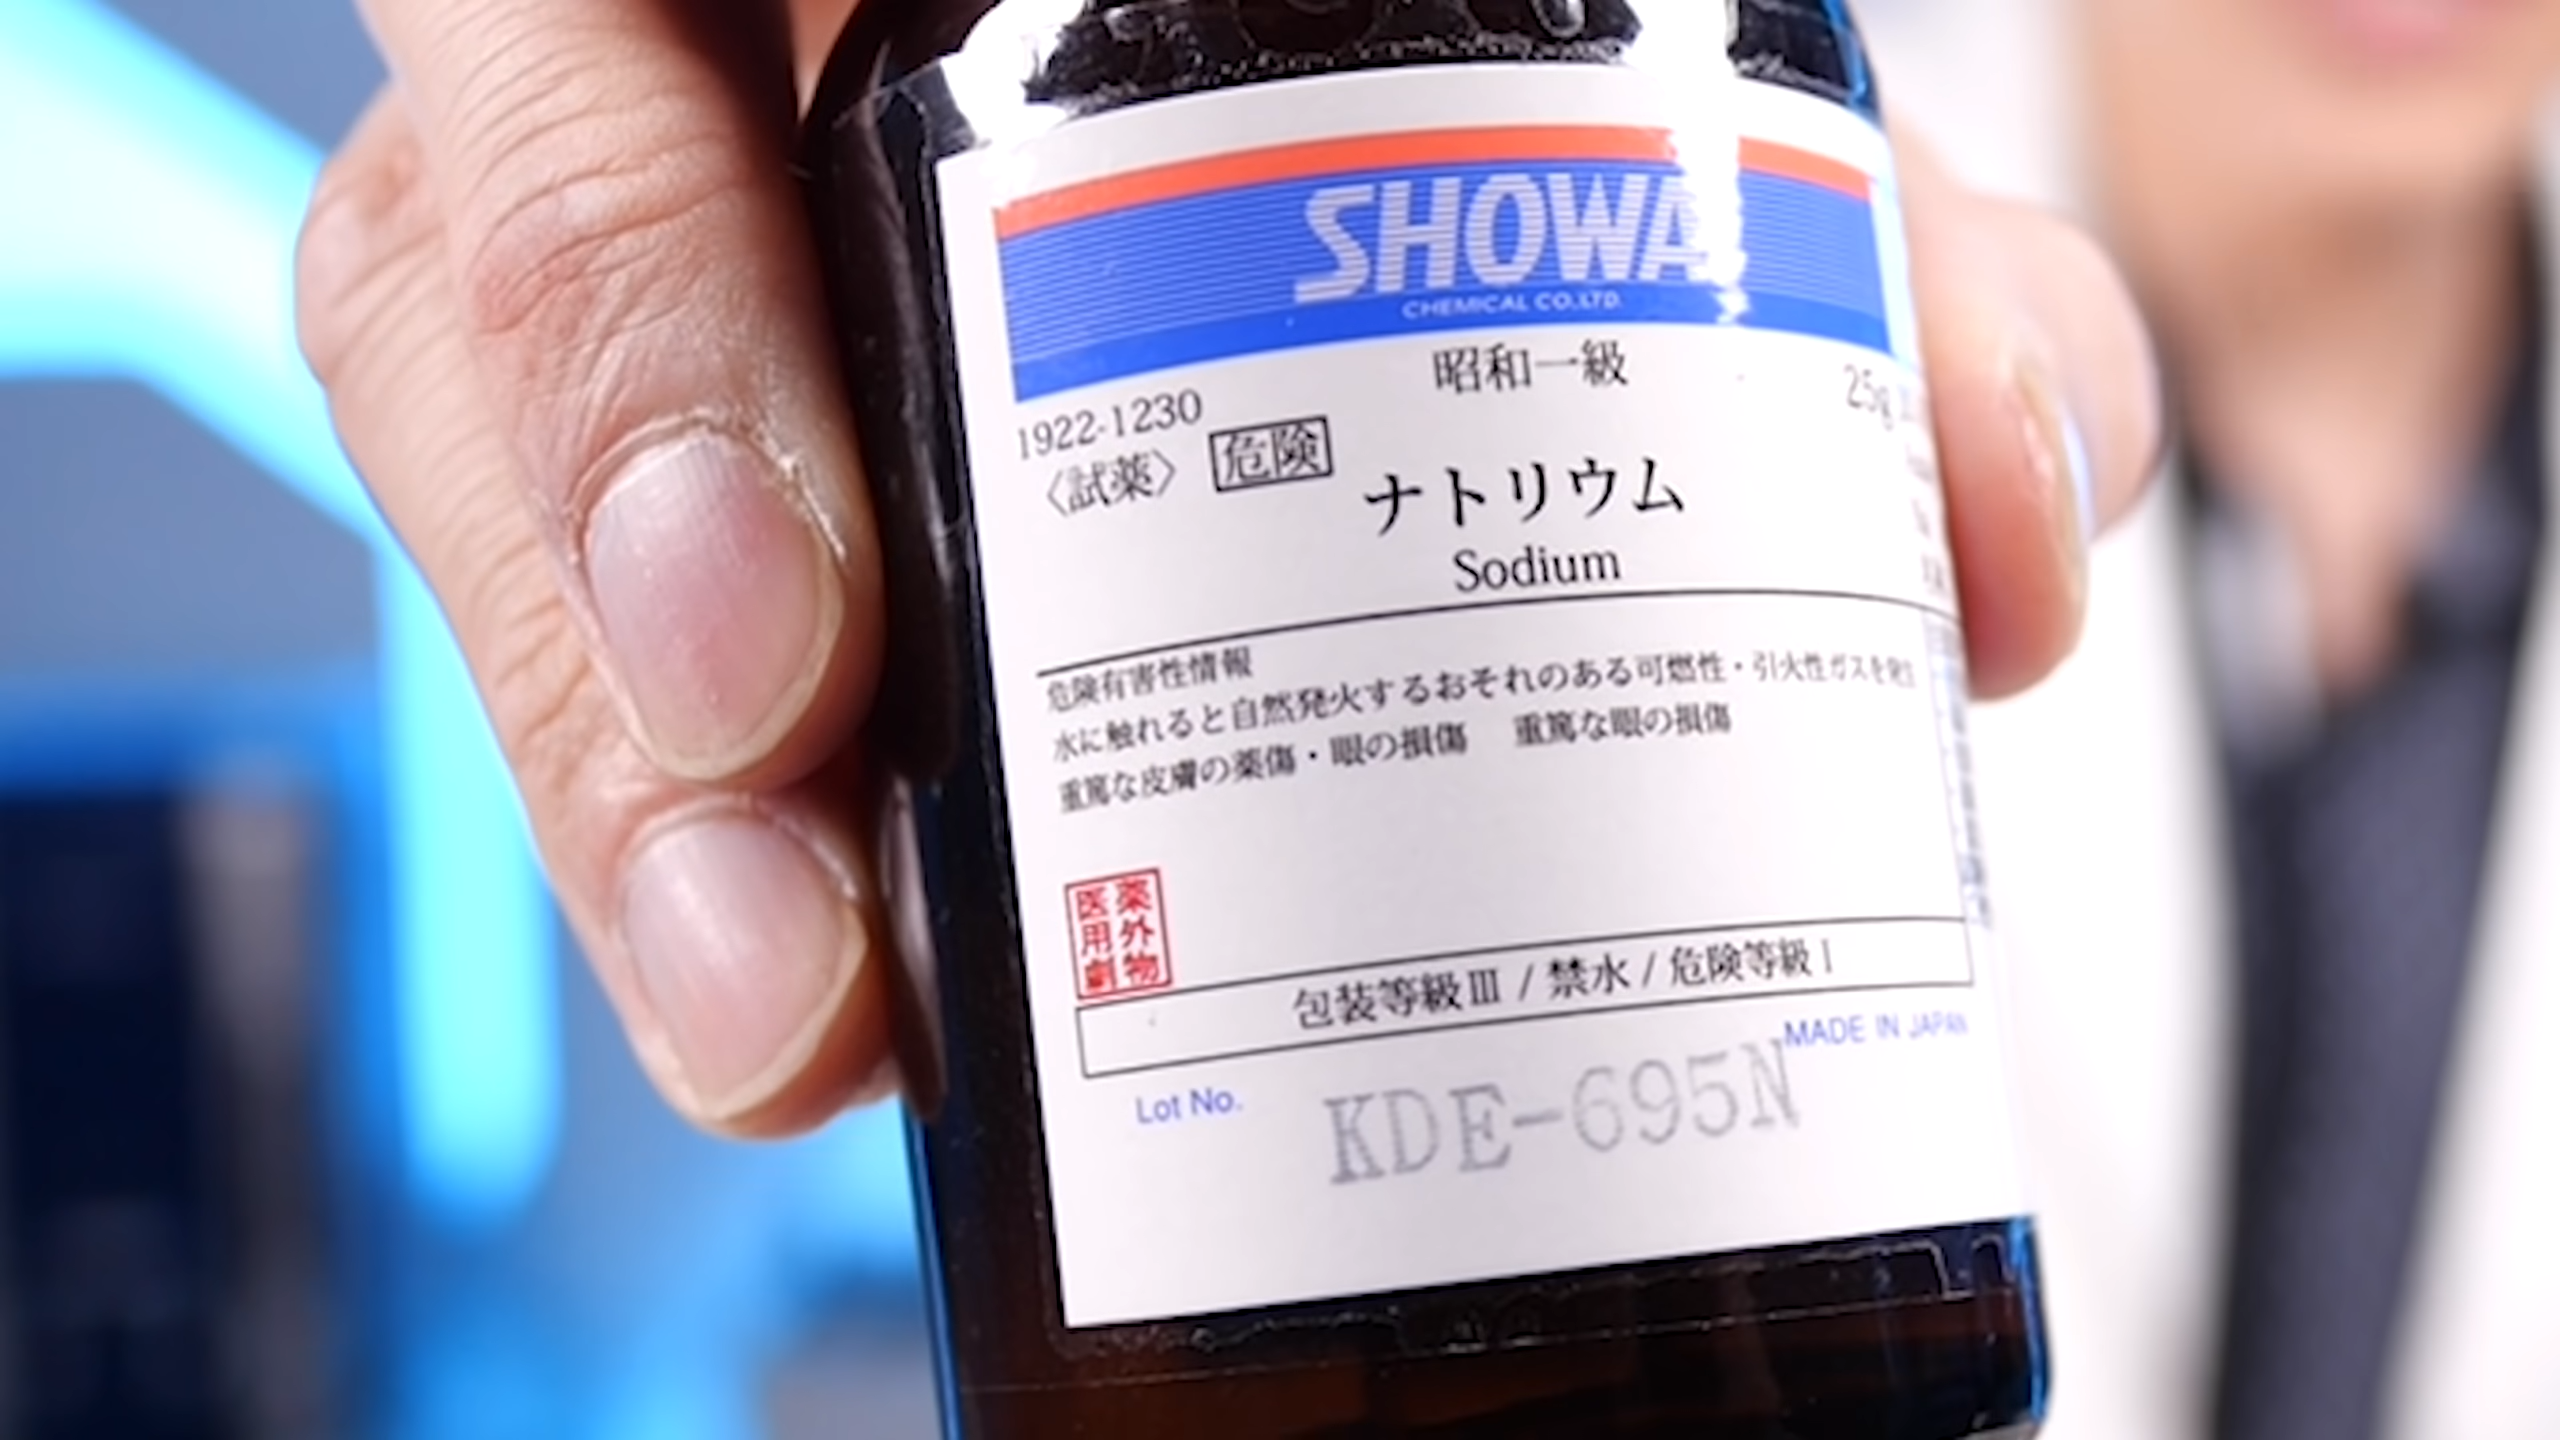 SHOWA
CHEMICAL CO.,LTD.
昭和一級
1922-1230
25g
〈試薬〉 危険
ナトリウム
Sodium
危険有害性情報
水に触れると自然発火するおそれのある可燃性・引火性ガスを発生
重篤な皮膚の薬傷・眼の損傷 重篤な眼の損傷
医薬
用外
劇物
包装等級Ⅲ / 禁水 / 危険等級Ⅰ
MADE IN JAPAN
Lot No. KDE-695N